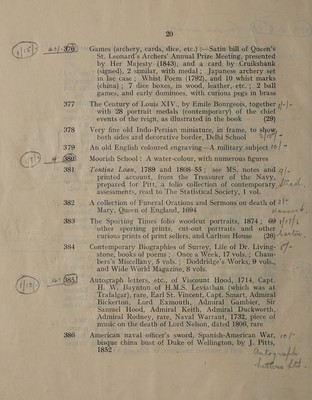 20
376 Games (archery, cards, dice, etc.) :—Satin bill of Queen's
St. Leonard's Archers' Annual Prize Meeting, presented
by Her Majesty (1843), and a card by Cruikshank
(signed), 2 similar, with medal ; Japanese archery set
in lac case ; Whist Poem (1792), and 10 whist marks
(china) ; 7 dice boxes, in wood, leather, etc. ; 2 ball
games, and early dominoes, with curious pegs in brass
377 The Century of Louis XIV., by Emile Bourgeois, together
with 28 portrait medals (contemporary) of the chief
events of the reign, as illustrated in the book (29)
378 Very fine old Indo-Persian miniature, in frame, to show
both sides and decorative border, Delhi School
379 An old English coloured engraving—A military subject
380 Moorish School : A water-colour, with numerous figures
381 Tontine Loan, 1789 and 1808-55 ; see MS. notes and
printed account, from the Treasurer of the Navy,
prepared for Pitt, a folio collection of contemporary
assessments, read to The Statistical Society, 1 vol.
382 A collection of Funeral Orations and Sermons on death of
Mary, Queen of England, 1694
383 The Sporting Times folio woodcut portraits, 1874 ; 69
other sporting prints, cut-out portraits and other
curious prints of print sellers, and Carlton House (26)
384 Contemporary Biographies of Surrey, Life of Dr. Living-
stone, books of poems ; Once a Week, 17 vols. ; Cham-
bers's Miscellany, 5 vols. ; Doddridge's Works, 9 vols.,
and Wide World Magazine, 8 vols.
385 Autograph letters, etc., of Viscount Hood, 1714, Capt.
H. W. Baynton of H.M.S. Leviathan (which was at
Trafalgar), rare, Earl St. Vincent, Capt. Smart, Admiral
Bickerton, Lord Exmouth, Admiral Gambier, Sir
Samuel Hood, Admiral Keith, Admiral Duckworth,
Admiral Rodney, rare, Naval Warrant, 1732, piece of
music on the death of Lord Nelson, dated 1806, rare
386 American naval officer's sword, Spanish-American War,
bisque china bust of Duke of Wellington, by J. Pitts,
1852